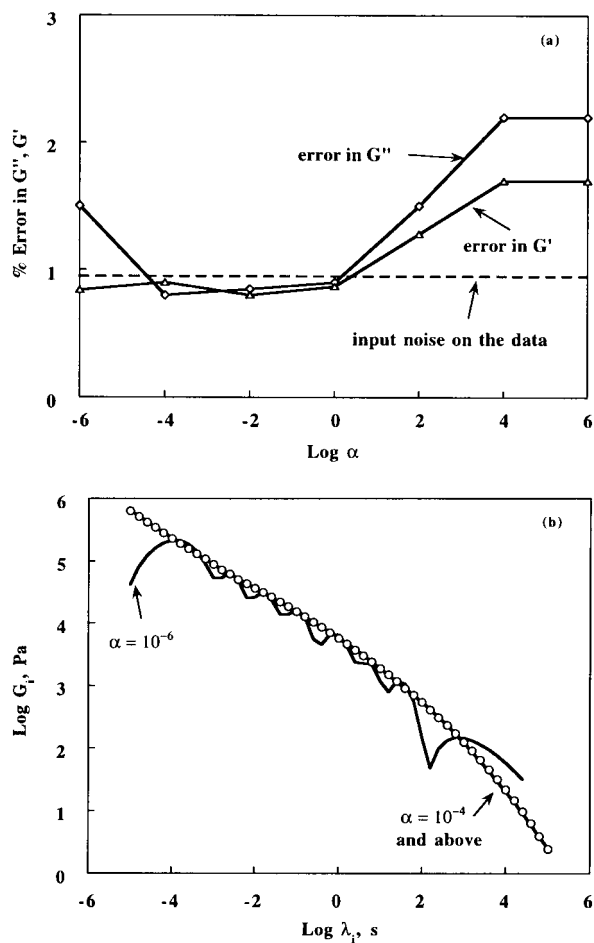 3
(a)
2
error in G''
% Error in G'', G'
error in G'
1
input noise on the data
0
-6 -4 -2 0 2 4 6
Log α
6
(b)
5
4
α = 10⁻⁶
Log Gᵢ, Pa
3
2
α = 10⁻⁴
and above
1
0
-6 -4 -2 0 2 4 6
Log λᵢ, s